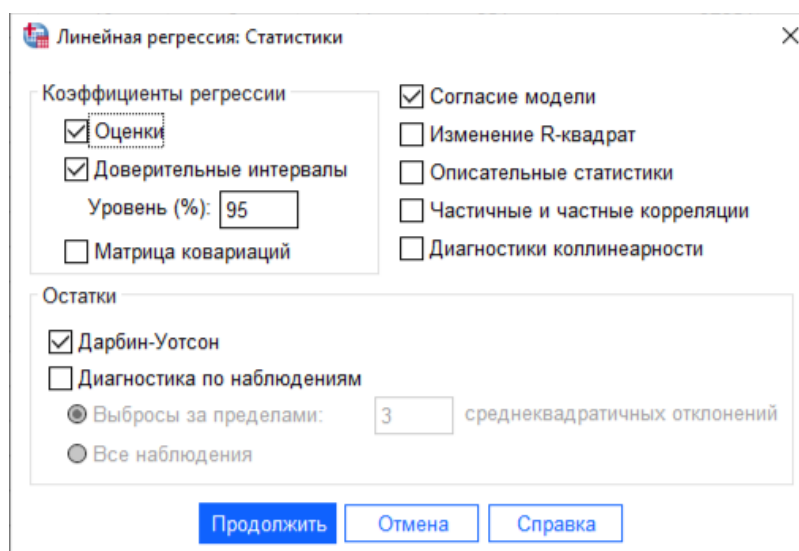 Линейная регрессия: Статистики
Коэффициенты регрессии
Оценки
Доверительные интервалы
Уровень (%): 95
Матрица ковариаций
Согласие модели
Изменение R-квадрат
Описательные статистики
Частичные и частные корреляции
Диагностики коллинеарности
Остатки
Дарбин-Уотсон
Диагностика по наблюдениям
Выбросы за пределами: 3 среднеквадратичных отклонений
Все наблюдения
Продолжить Отмена Справка